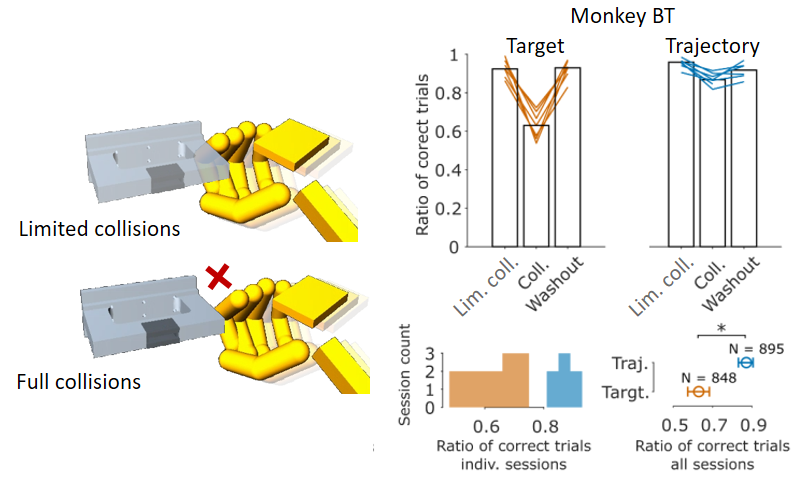 Monkey BT
Target
Trajectory
Ratio of corect trials
1
0.8
0.6
0.4
0.2
0
Lim. coll.
Coll.
Washout
Lim. coll.
Coll.
Washout
Limited collisions
Full collisions
Session count
3
2
1
0
0.6
0.8
Ratio of correct trials
indiv. sessions
*
N = 895
Traj.
N = 848
Targt.
0.5
0.7
0.9
Ratio of correct trials
all sessions